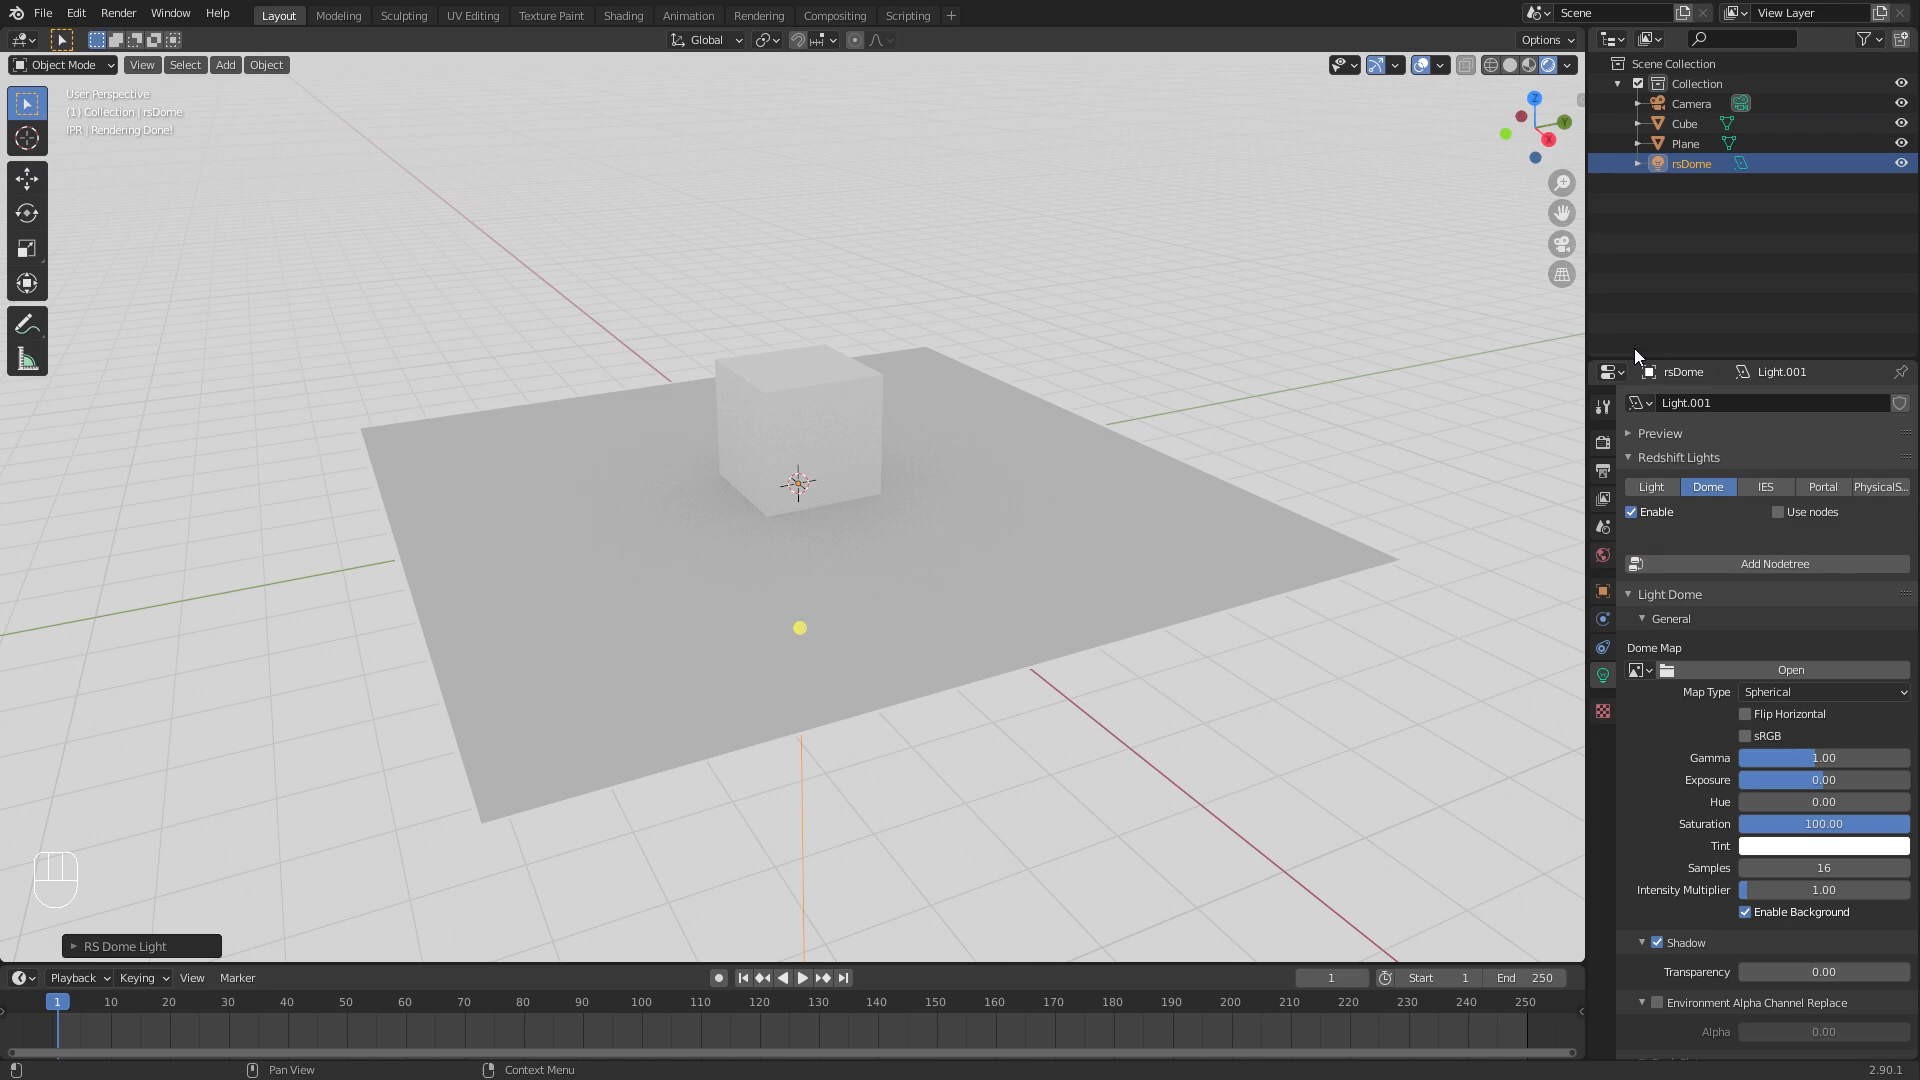 File Edit Render Window Help Layout Modeling Sculpting UV Editing Texture Paint Shading Animation Rendering Compositing Scripting + Scene View Layer
Global Options
Object Mode View Select Add Object
User Perspective
(1) Collection | rsDome
IPR | Rendering Done!
Z
Y
X
RS Dome Light
Scene Collection
Collection
Camera
Cube
Plane
rsDome
rsDome Light.001
Light.001
Preview
Redshift Lights
Light Dome IES Portal PhysicalS...
Enable Use nodes
Add Nodetree
Light Dome
General
Dome Map
Open
Map Type Spherical
Flip Horizontal
sRGB
Gamma 1.00
Exposure 0.00
Hue 0.00
Saturation 100.00
Tint
Samples 16
Intensity Multiplier 1.00
Enable Background
Shadow
Transparency 0.00
Environment Alpha Channel Replace
Alpha 0.00
Playback Keying View Marker 1 Start 1 End 250
1 10 20 30 40 50 60 70 80 90 100 110 120 130 140 150 160 170 180 190 200 210 220 230 240 250
Pan View Context Menu 2.90.1